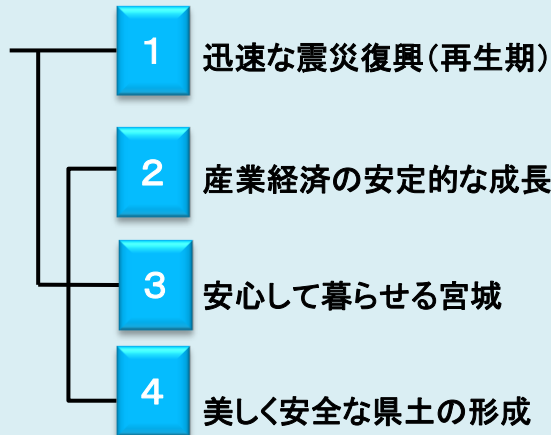 1 迅速な震災復興(再生期)
2 産業経済の安定的な成長
3 安心して暮らせる宮城
4 美しく安全な県土の形成